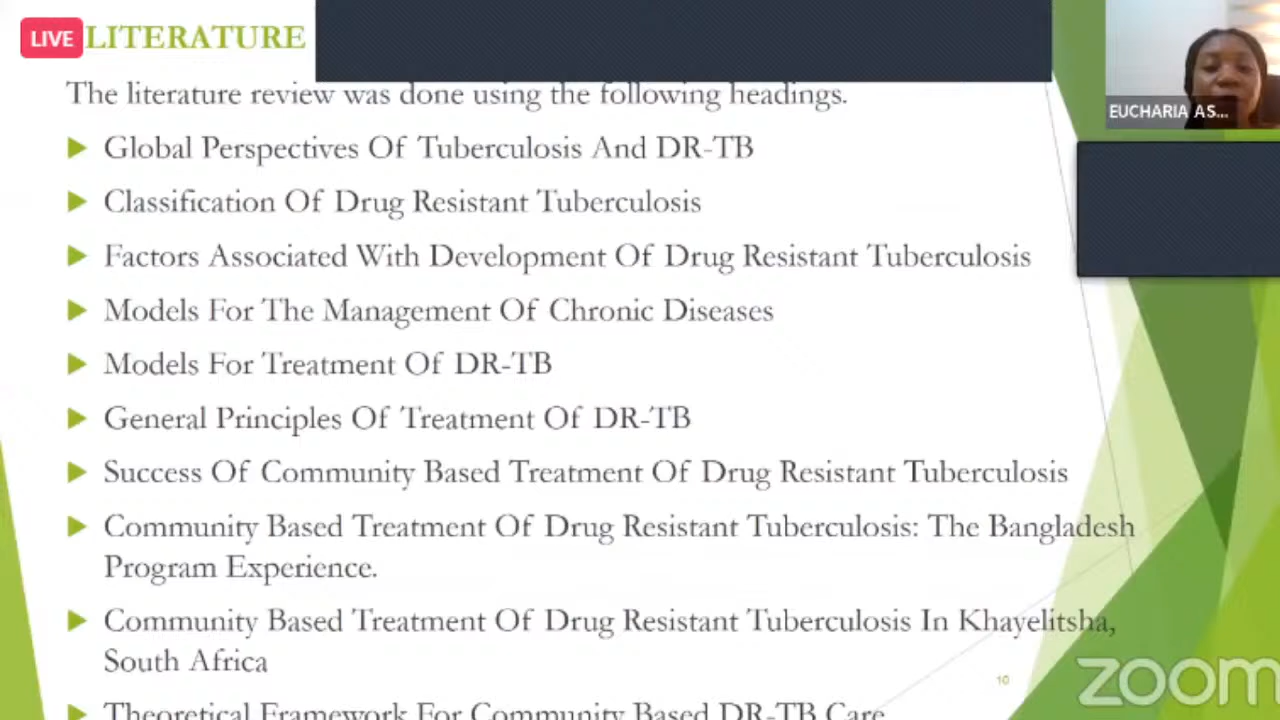 LIVE LITERATURE
The literature review was done using the following headings.
Global Perspectives Of Tuberculosis And DR-TB
Classification Of Drug Resistant Tuberculosis
Factors Associated With Development Of Drug Resistant Tuberculosis
Models For The Management Of Chronic Diseases
Models For Treatment Of DR-TB
General Principles Of Treatment Of DR-TB
Success Of Community Based Treatment Of Drug Resistant Tuberculosis
Community Based Treatment Of Drug Resistant Tuberculosis: The Bangladesh
Program Experience.
Community Based Treatment Of Drug Resistant Tuberculosis In Khayelitsha,
South Africa
Theoretical Framework For Community Based DR-TB Care
10
EUCHARIA AS...
zoom